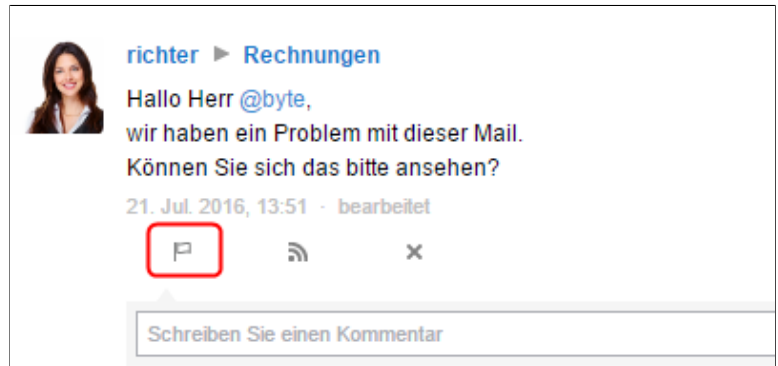 richter ▶ Rechnungen
Hallo Herr @byte,
wir haben ein Problem mit dieser Mail.
Können Sie sich das bitte ansehen?
21. Jul. 2016, 13:51 · bearbeitet
Schreiben Sie einen Kommentar